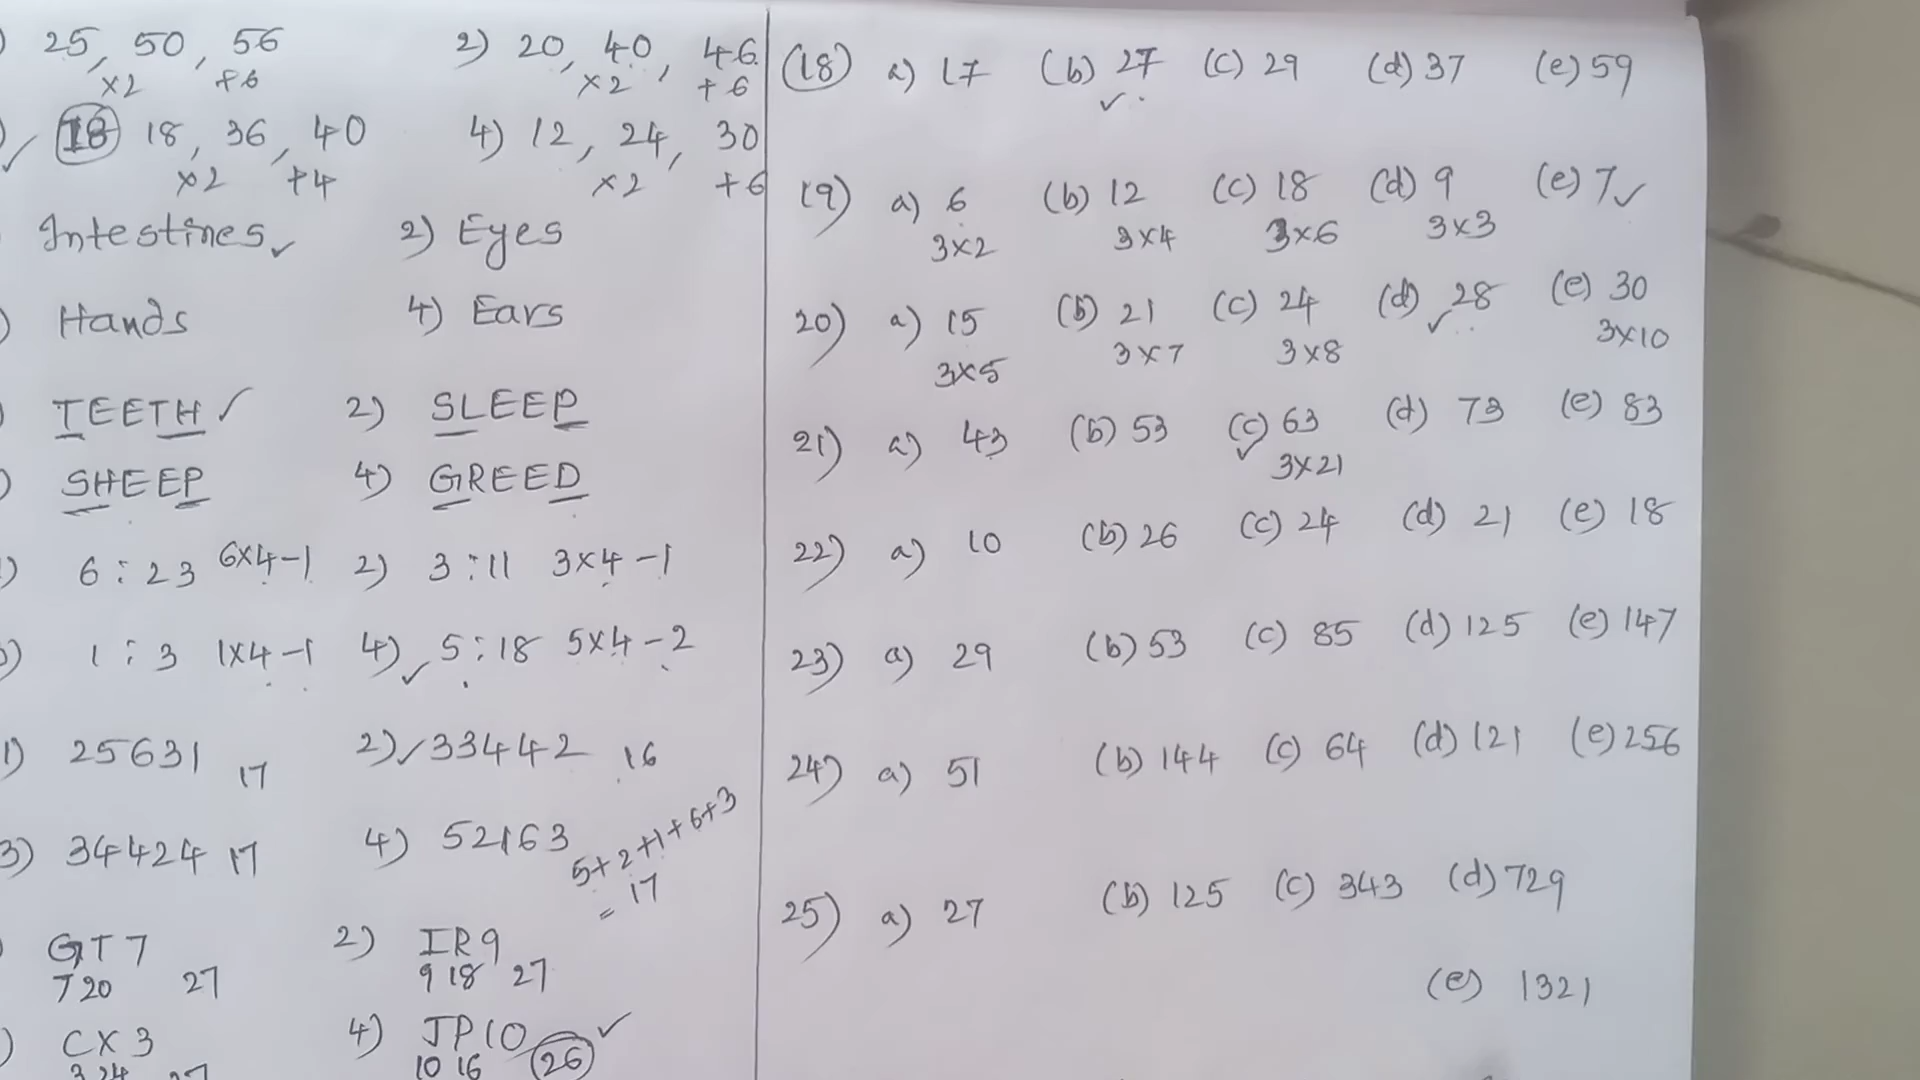 ) 25, 50, 56
×2 +6
2) 20, 40, 46
×2 +6
) 18 18, 36, 40
×2 +4
4) 12, 24, 30
×2 +6
Intestines 2) Eyes
) Hands 4) Ears
) TEETH 2) SLEEP
) SHEEP 4) GREED
) 6 : 23 6×4-1 2) 3 : 11 3×4-1
) 1 : 3 1×4-1 4) 5 : 18 5×4-2
1) 25631 17 2) 33442 16
3) 34424 17 4) 52163
5+2+1+6+3
= 17
GT7 2) IR9
7 20 27 9 18 27
) CX3 4) JP10
3 24 27 10 16 26
(18) a) 17 (b) 27 (c) 29 (d) 37 (e) 59
19) a) 6 (b) 12 (c) 18 (d) 9 (e) 7
3×2 3×4 3×6 3×3
20) a) 15 (b) 21 (c) 24 (d) 28 (e) 30
3×5 3×7 3×8 3×10
21) a) 43 (b) 53 (c) 63 (d) 73 (e) 83
3×21
22) a) 10 (b) 26 (c) 24 (d) 21 (e) 18
23) a) 29 (b) 53 (c) 85 (d) 125 (e) 147
24) a) 51 (b) 144 (c) 64 (d) 121 (e) 256
25) a) 27 (b) 125 (c) 343 (d) 729
(e) 1321